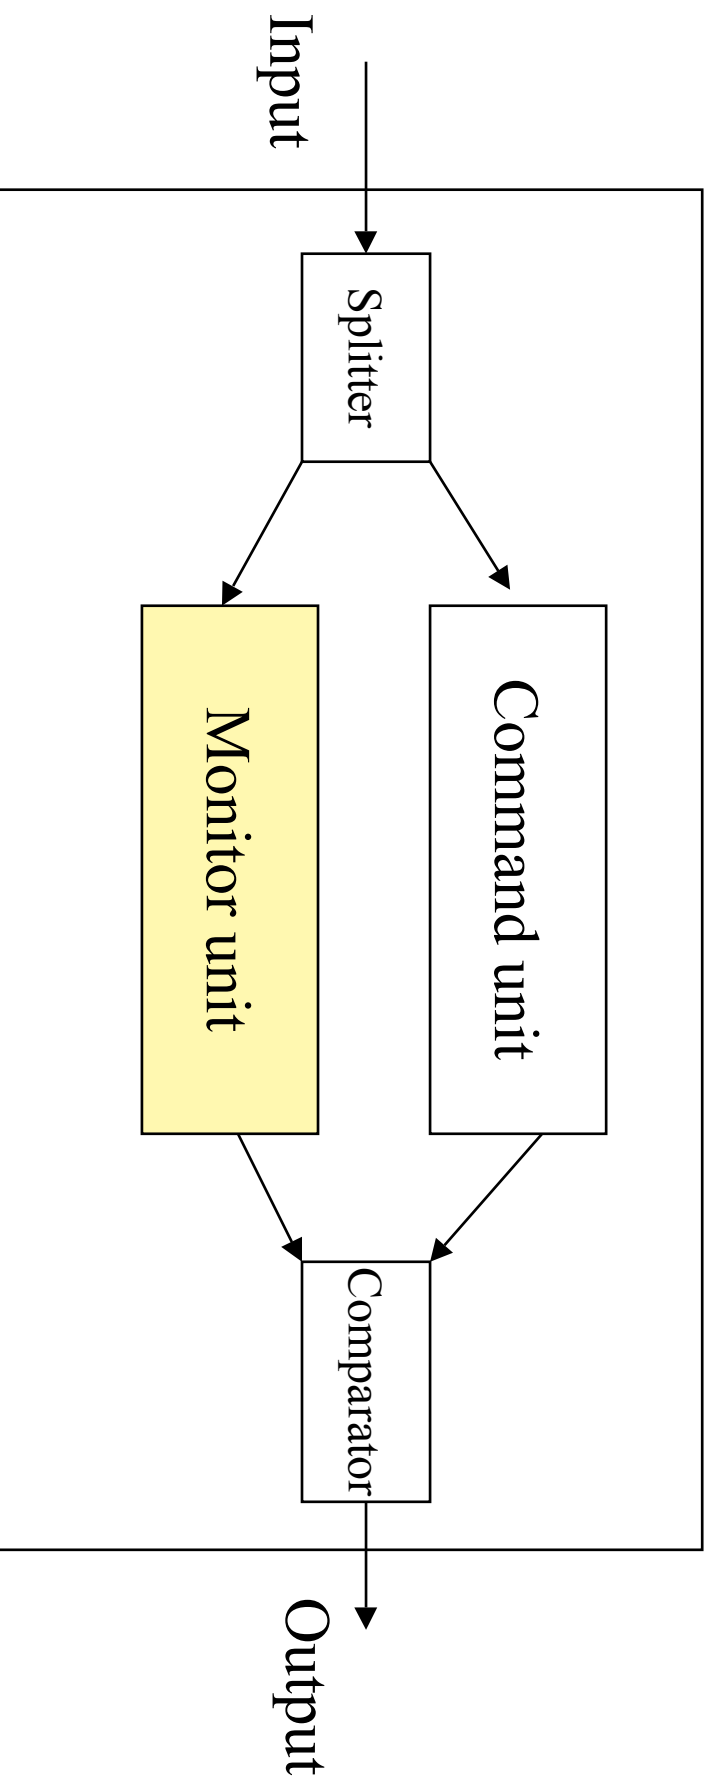 Input
Splitter
Command unit
Monitor unit
Comparator
Output